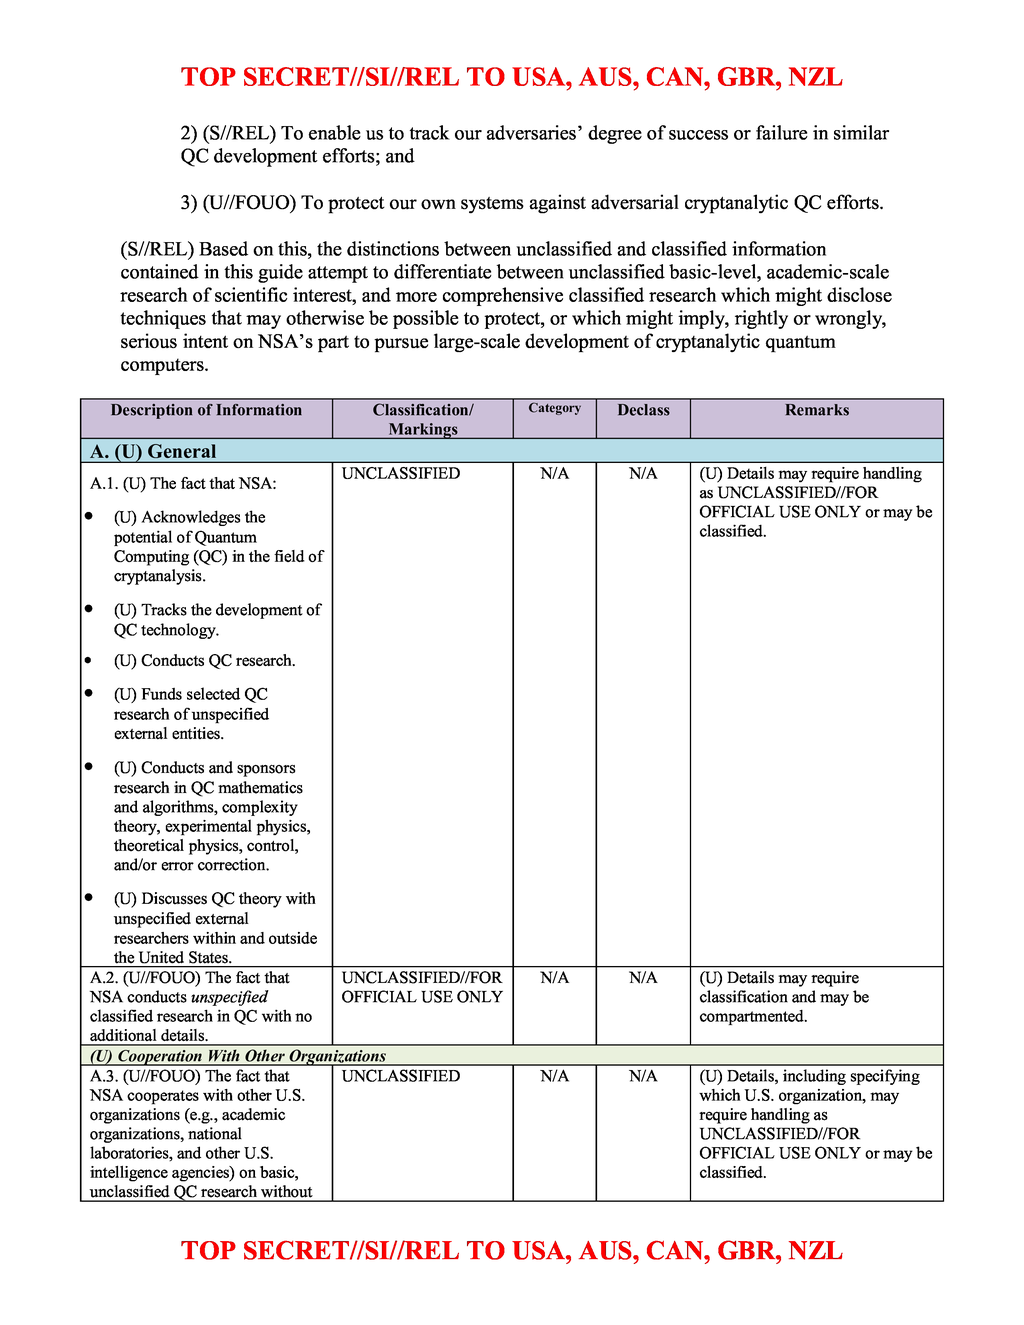 TOP SECRET//SI//REL TO USA, AUS, CAN, GBR, NZL
2) (S//REL) To enable us to track our adversaries’ degree of success or failure in similar
QC development efforts; and
3) (U//FOUO) To protect our own systems against adversarial cryptanalytic QC efforts.
(S//REL) Based on this, the distinctions between unclassified and classified information
contained in this guide attempt to differentiate between unclassified basic-level, academic-scale
research of scientific interest, and more comprehensive classified research which might disclose
techniques that may otherwise be possible to protect, or which might imply, rightly or wrongly,
serious intent on NSA’s part to pursue large-scale development of cryptanalytic quantum
computers.
Description of Information
Classification/
Markings
Category
Declass
Remarks
A. (U) General
A.1. (U) The fact that NSA:
• (U) Acknowledges the
potential of Quantum
Computing (QC) in the field of
cryptanalysis.
• (U) Tracks the development of
QC technology.
• (U) Conducts QC research.
• (U) Funds selected QC
research of unspecified
external entities.
• (U) Conducts and sponsors
research in QC mathematics
and algorithms, complexity
theory, experimental physics,
theoretical physics, control,
and/or error correction.
• (U) Discusses QC theory with
unspecified external
researchers within and outside
the United States.
UNCLASSIFIED
N/A
N/A
(U) Details may require handling
as UNCLASSIFIED//FOR
OFFICIAL USE ONLY or may be
classified.
A.2. (U//FOUO) The fact that
NSA conducts unspecified
classified research in QC with no
additional details.
UNCLASSIFIED//FOR
OFFICIAL USE ONLY
N/A
N/A
(U) Details may require
classification and may be
compartmented.
(U) Cooperation With Other Organizations
A.3. (U//FOUO) The fact that
NSA cooperates with other U.S.
organizations (e.g., academic
organizations, national
laboratories, and other U.S.
intelligence agencies) on basic,
unclassified QC research without
UNCLASSIFIED
N/A
N/A
(U) Details, including specifying
which U.S. organization, may
require handling as
UNCLASSIFIED//FOR
OFFICIAL USE ONLY or may be
classified.
TOP SECRET//SI//REL TO USA, AUS, CAN, GBR, NZL